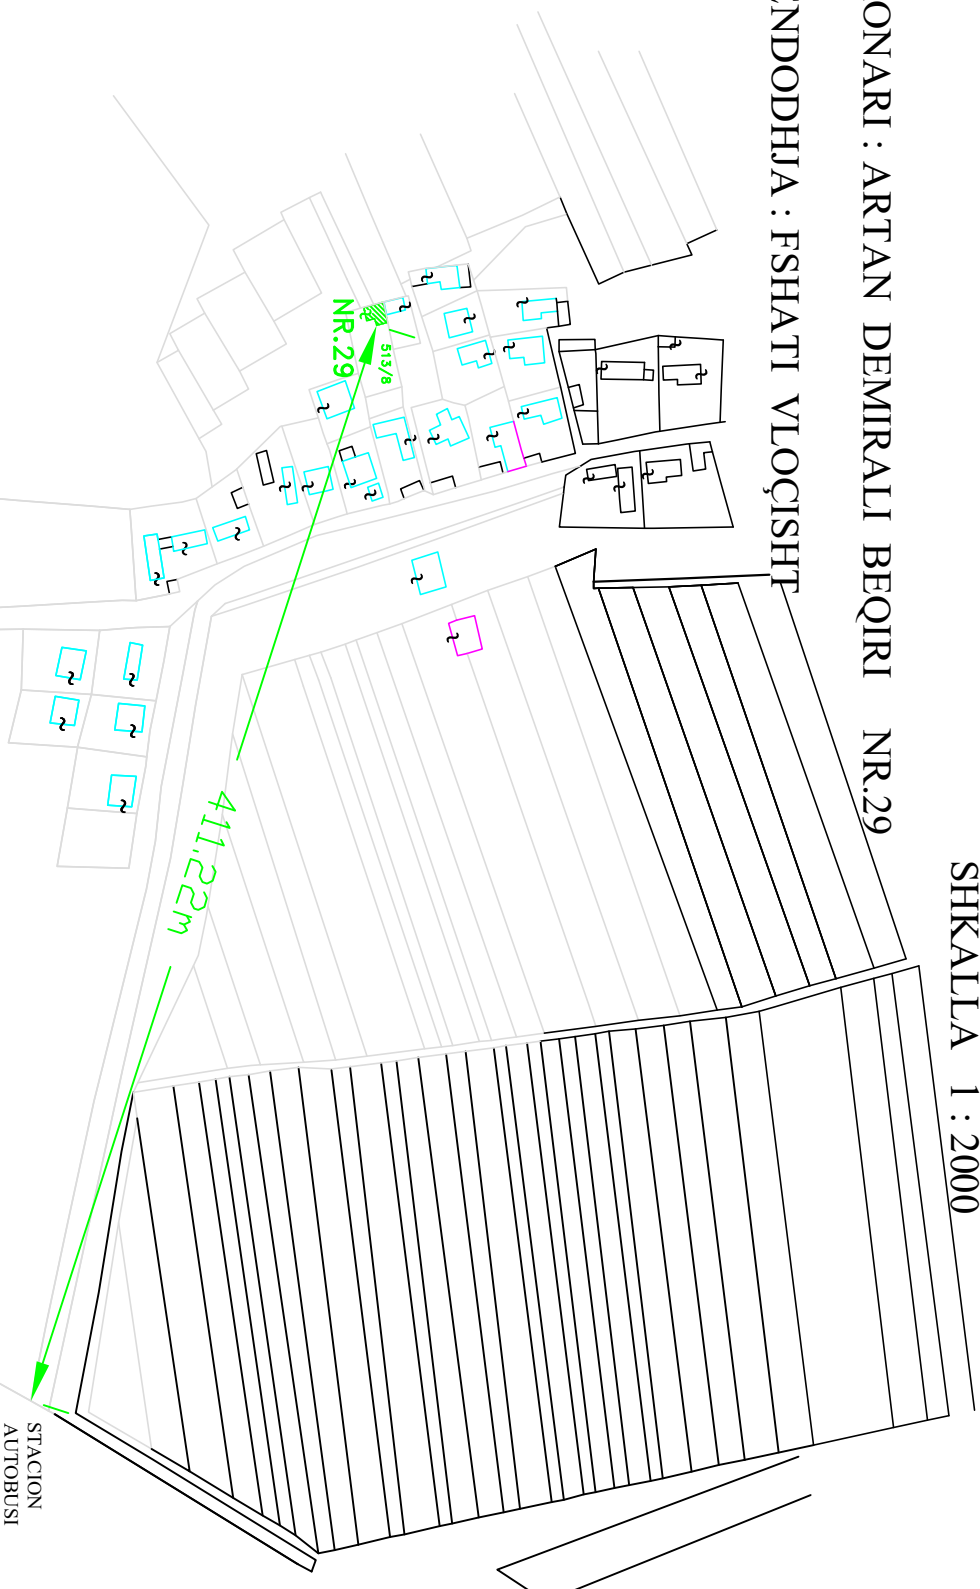 ONARI : ARTAN DEMIRALI BEQIRI NR.29
ENDODHJA : FSHATI VLOÇISHT
SHKALLA 1 : 2000
513/8
NR.29
411.22m
STACION
AUTOBUSI